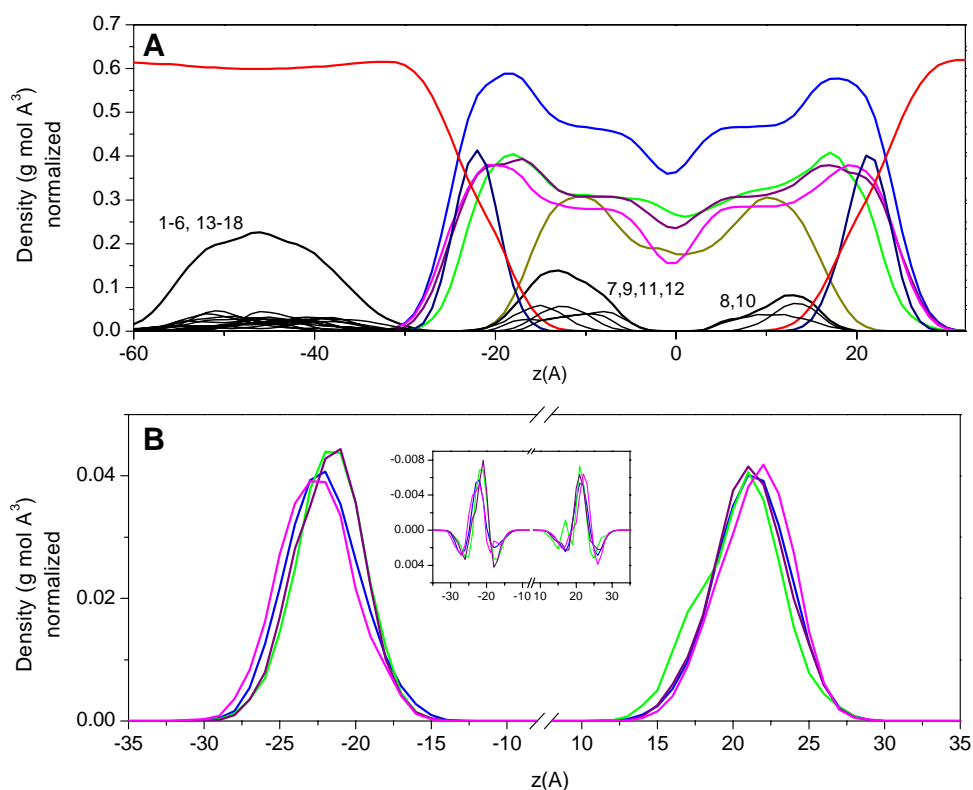 A
0.7
0.6
0.5
0.4
0.3
0.2
0.1
0.0
Density (g mol A³)
normalized
1-6, 13-18
7,9,11,12
8,10
-60 -40 -20 0 20
z(A)
B
0.04
0.02
0.00
Density (g mol A³)
normalized
-0.008
-0.004
0.000
0.004
-30 -20 -10 10 20 30
-35 -30 -25 -20 -15 -10 10 15 20 25 30 35
z(A)